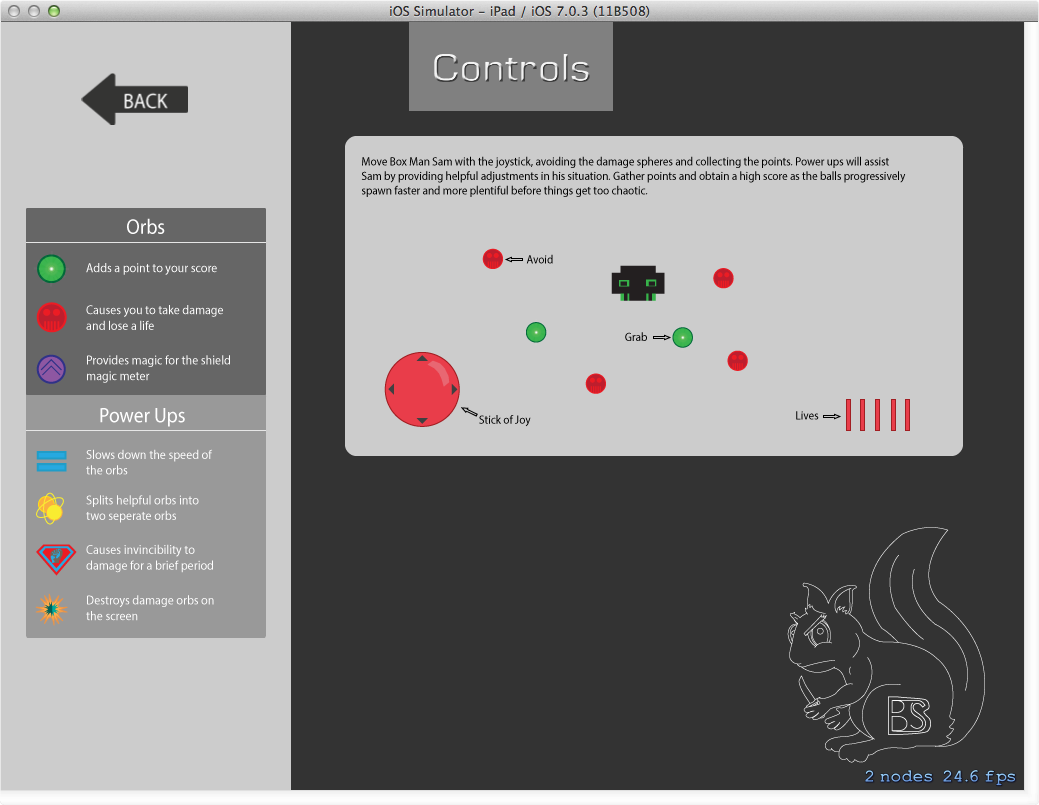 iOS Simulator - iPad / iOS 7.0.3 (11B508)
Controls
BACK
Move Box Man Sam with the joystick, avoiding the damage spheres and collecting the points. Power ups will assist
Sam by providing helpful adjustments in his situation. Gather points and obtain a high score as the balls progressively
spawn faster and more plentiful before things get too chaotic.
Orbs
Adds a point to your score
Causes you to take damage
and lose a life
Provides magic for the shield
magic meter
Power Ups
Slows down the speed of
the orbs
Splits helpful orbs into
two seperate orbs
Causes invincibility to
damage for a brief period
Destroys damage orbs on
the screen
Avoid
Grab
Stick of Joy
Lives
BS
2 nodes 24.6 fps